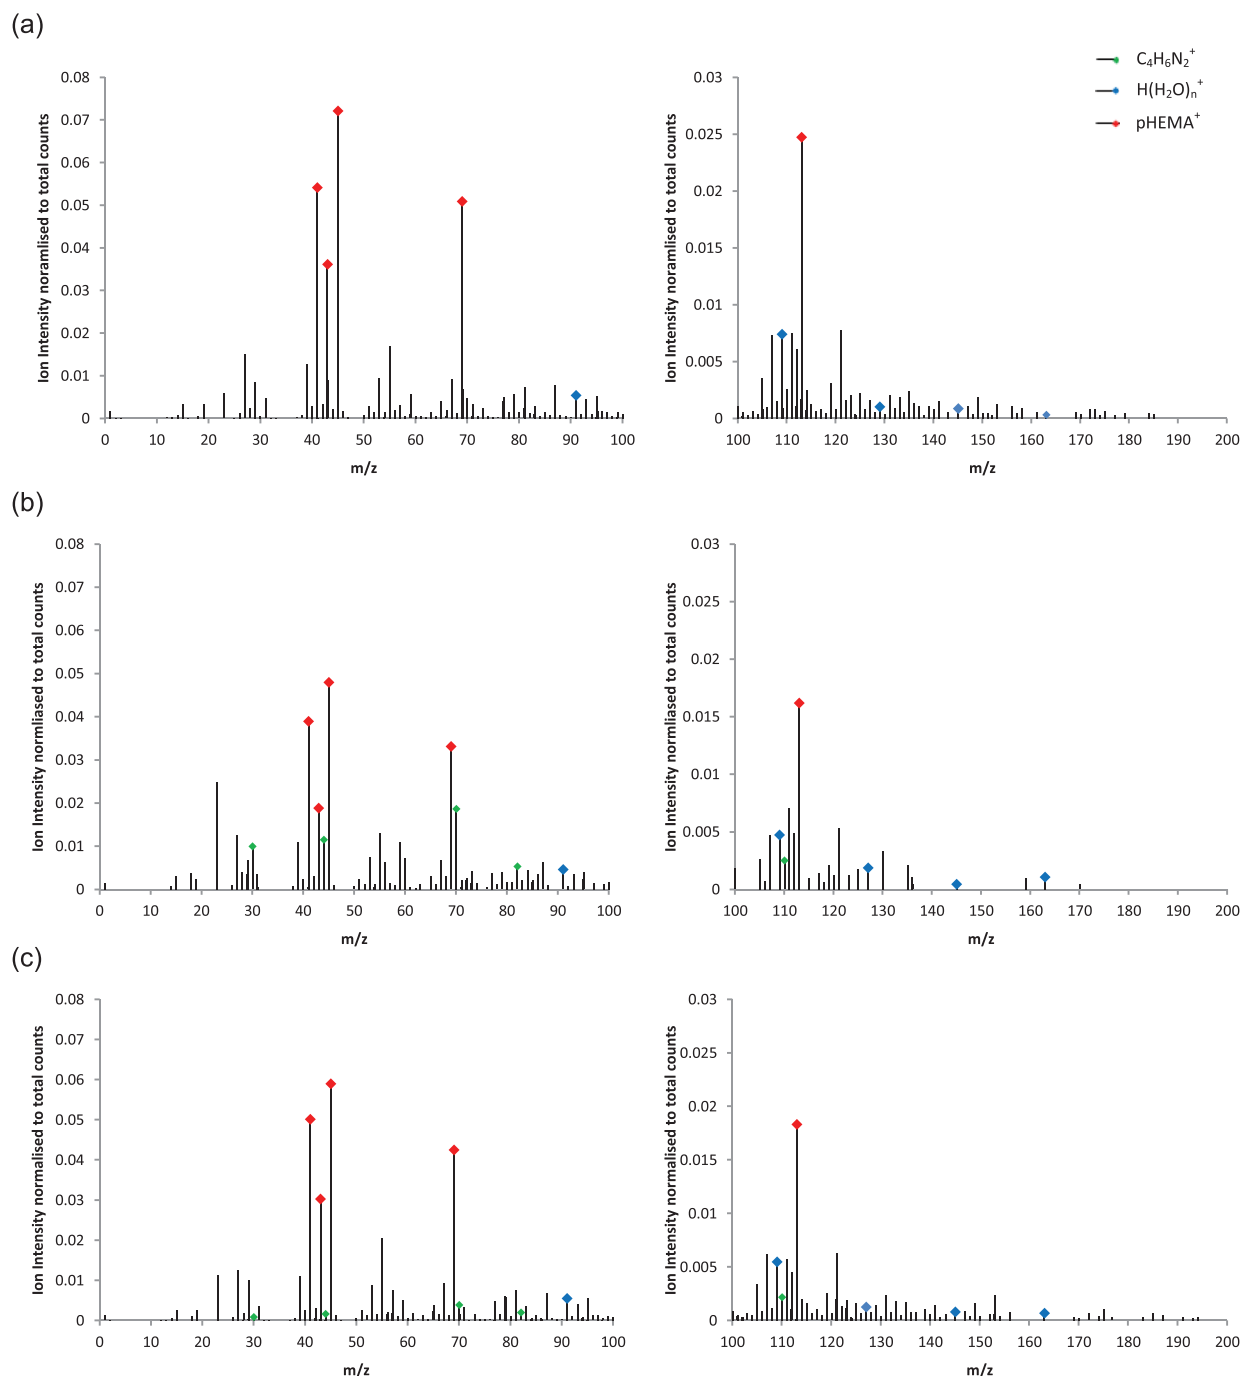 (a)
C₄H₆N₂⁺
H(H₂O)ₙ⁺
pHEMA⁺
Ion Intensity noramlised to total counts
0.08
0.07
0.06
0.05
0.04
0.03
0.02
0.01
0
0 10 20 30 40 50 60 70 80 90 100
m/z
Ion Intensity noramlised to total counts
0.03
0.025
0.02
0.015
0.01
0.005
0
100 110 120 130 140 150 160 170 180 190 200
m/z
(b)
Ion Intensity normliased to total counts
0.08
0.07
0.06
0.05
0.04
0.03
0.02
0.01
0
0 10 20 30 40 50 60 70 80 90 100
m/z
Ion Intensity normliased to total counts
0.03
0.025
0.02
0.015
0.01
0.005
0
100 110 120 130 140 150 160 170 180 190 200
m/z
(c)
Ion Intensity normalised to total counts
0.08
0.07
0.06
0.05
0.04
0.03
0.02
0.01
0
0 10 20 30 40 50 60 70 80 90 100
m/z
Ion Intensity normalised to total counts
0.03
0.025
0.02
0.015
0.01
0.005
0
100 110 120 130 140 150 160 170 180 190 200
m/z